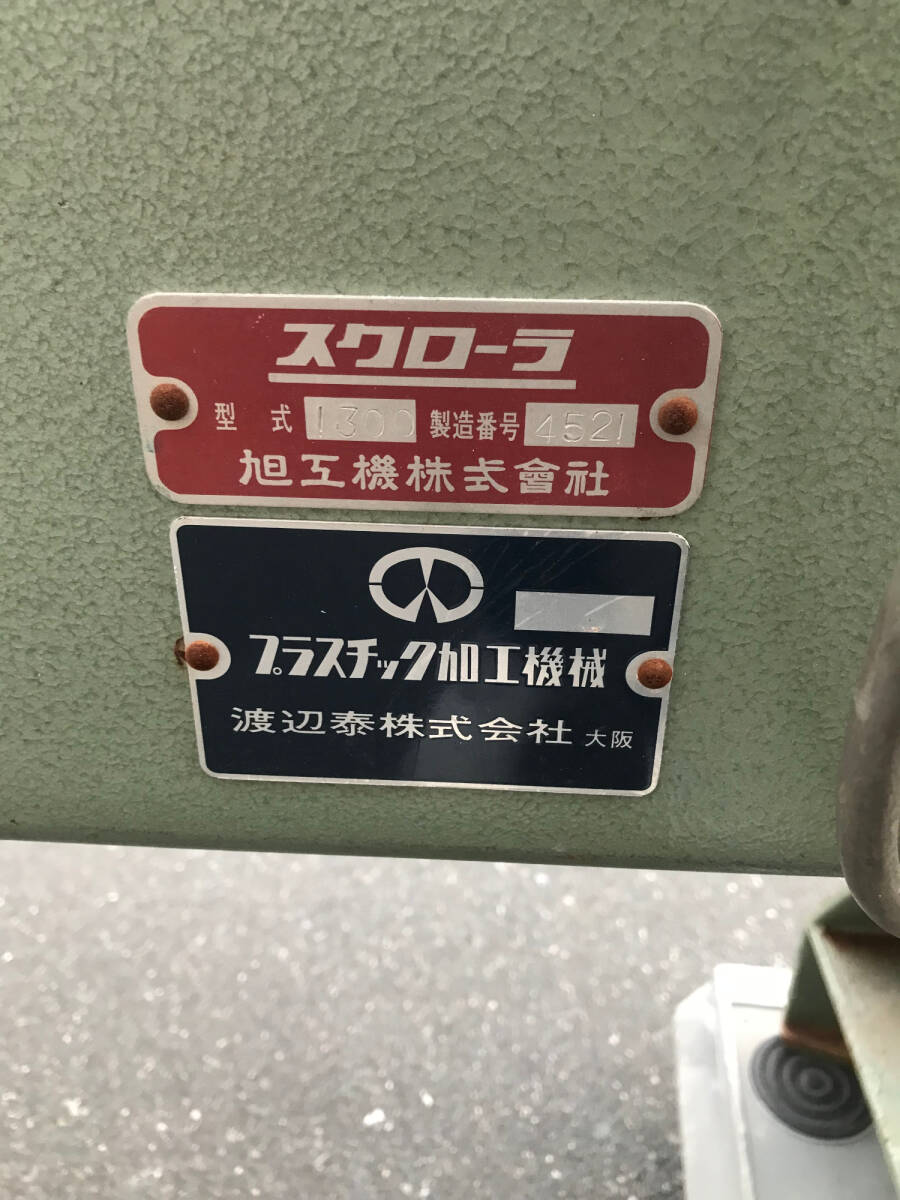 スクローラ
型式 1300 製造番号 4521
旭工機株式會社
プラスチック加工機械
渡辺泰株式会社 大阪